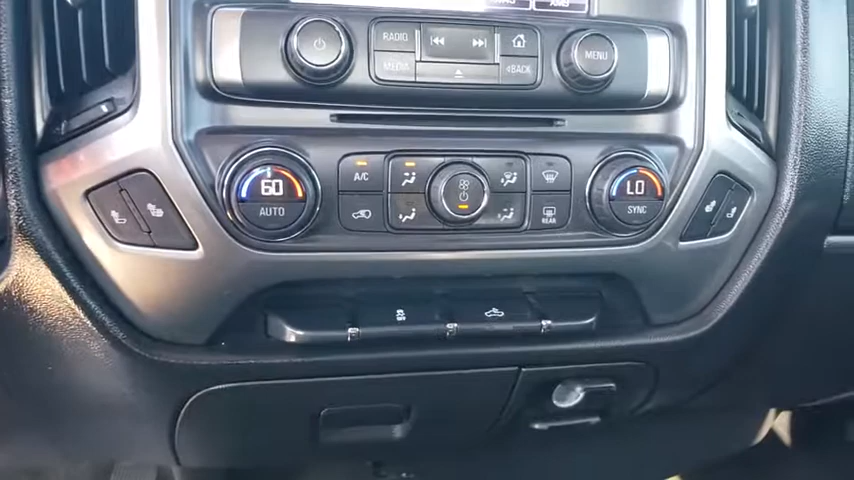 RADIO
MEDIA
BACK
MENU
60
AUTO
A/C
REAR
LO
SYNC